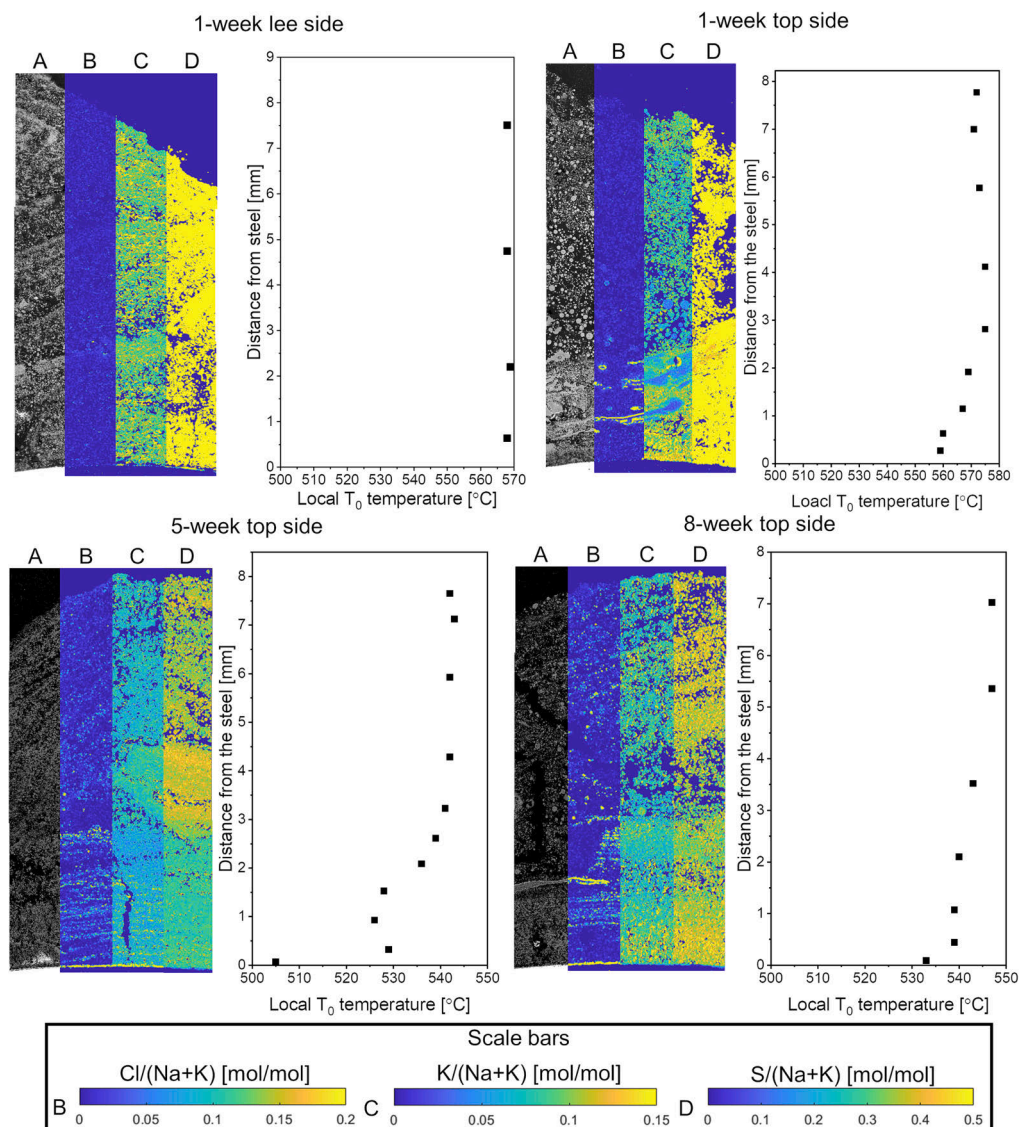 1-week lee side
A B C D
Distance from steel [mm]
9
8
7
6
5
4
3
2
1
0
500 510 520 530 540 550 560 570
Local T₀ temperature [°C]
1-week top side
A B C D
Distance from the steel [mm]
8
7
6
5
4
3
2
1
0
500 510 520 530 540 550 560 570 580
Loacl T₀ temperature [°C]
5-week top side
A B C D
Distance from the steel [mm]
8
7
6
5
4
3
2
1
0
500 510 520 530 540 550
Local T₀ temperature [°C]
8-week top side
A B C D
Distance from the steel [mm]
8
7
6
5
4
3
2
1
0
500 510 520 530 540 550
Local T₀ temperature [°C]
Scale bars
Cl/(Na+K) [mol/mol]
B
0 0.05 0.1 0.15 0.2
K/(Na+K) [mol/mol]
C
0 0.05 0.1 0.15
S/(Na+K) [mol/mol]
D
0 0.1 0.2 0.3 0.4 0.5